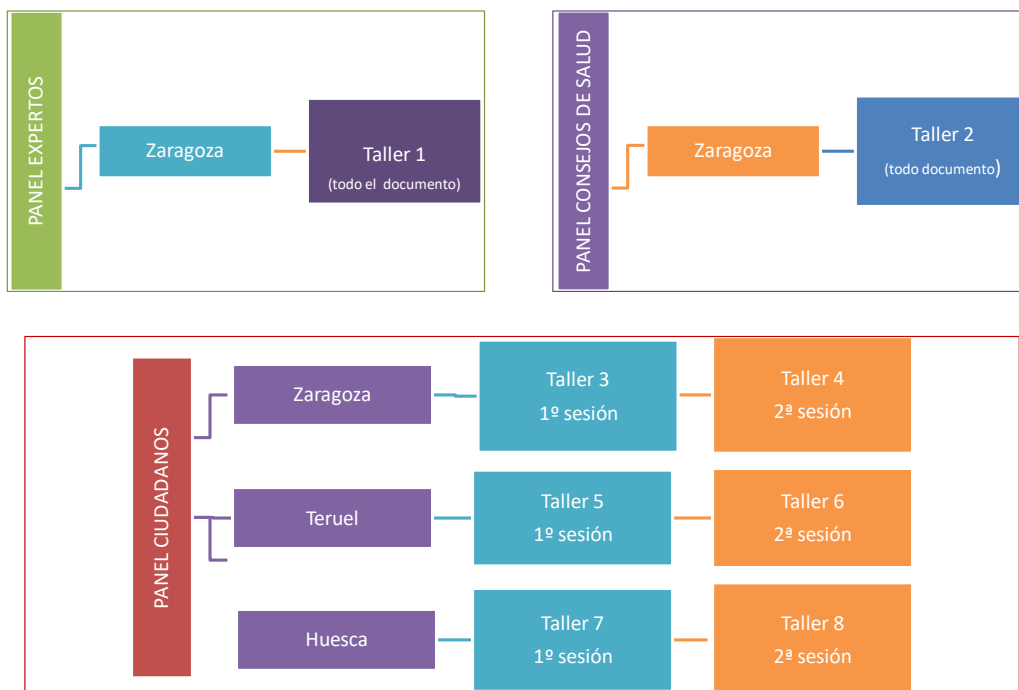 PANEL EXPERTOS
Zaragoza
Taller 1
(todo el documento)
PANEL CONSEJOS DE SALUD
Zaragoza
Taller 2
(todo documento)
PANEL CIUDADANOS
Zaragoza
Taller 3
1º sesión
Taller 4
2ª sesión
Teruel
Taller 5
1º sesión
Taller 6
2ª sesión
Huesca
Taller 7
1º sesión
Taller 8
2ª sesión